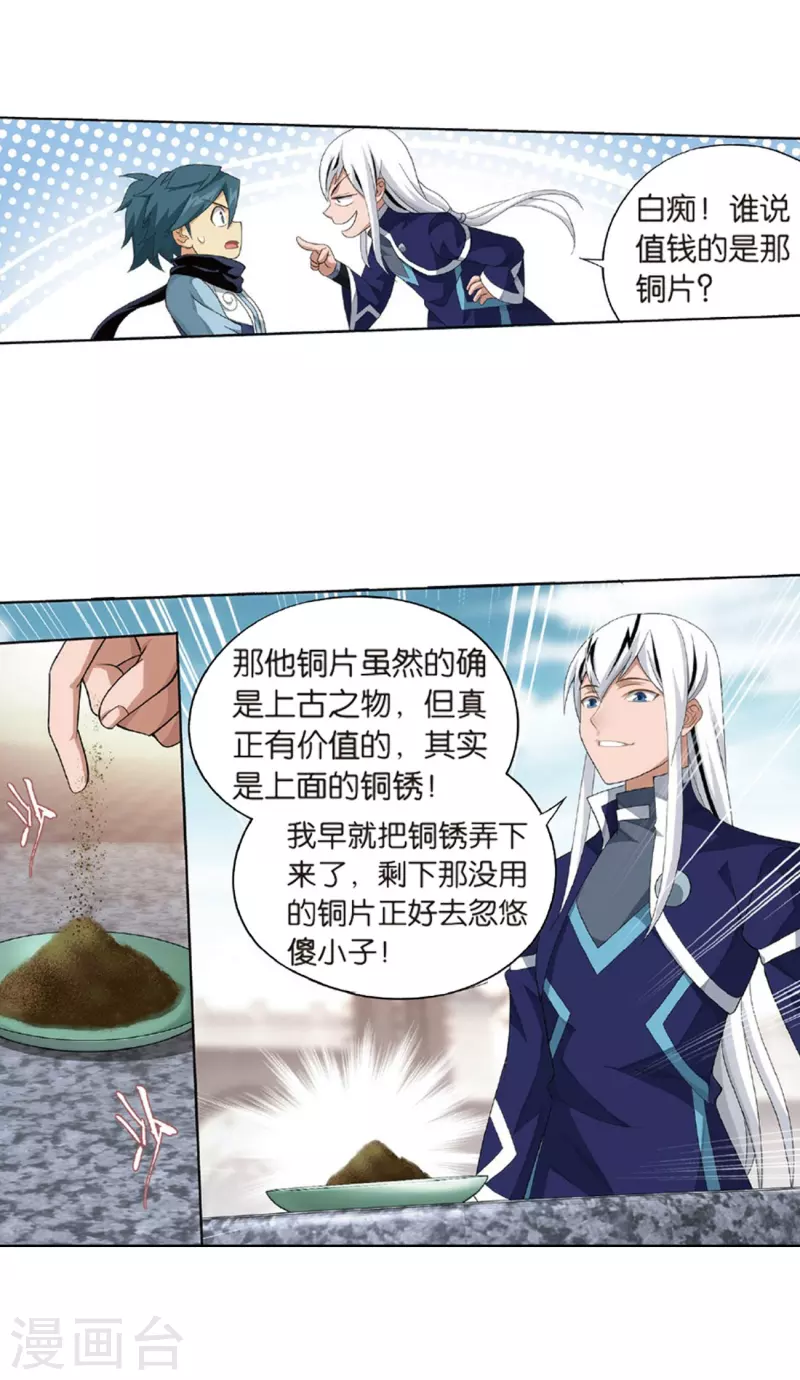 白痴！谁说
值钱的是那
铜片？
那他铜片虽然的确
是上古之物，但真
正有价值的，其实
是上面的铜锈！
我早就把铜锈弄下
来了，剩下那没用
的铜片正好去忽悠
傻小子！
沙
沙
漫画台